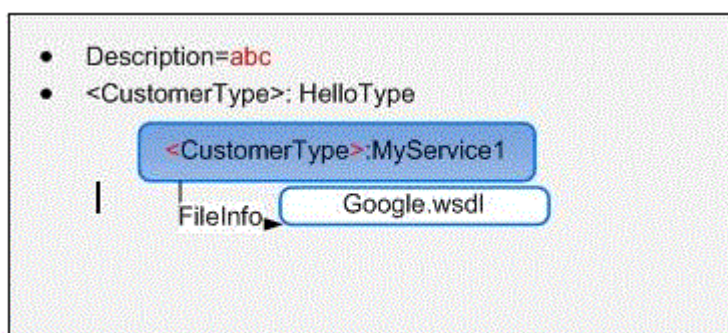 Description=abc
<CustomerType>: HelloType
<CustomerType>:MyService1
FileInfo
Google.wsdl